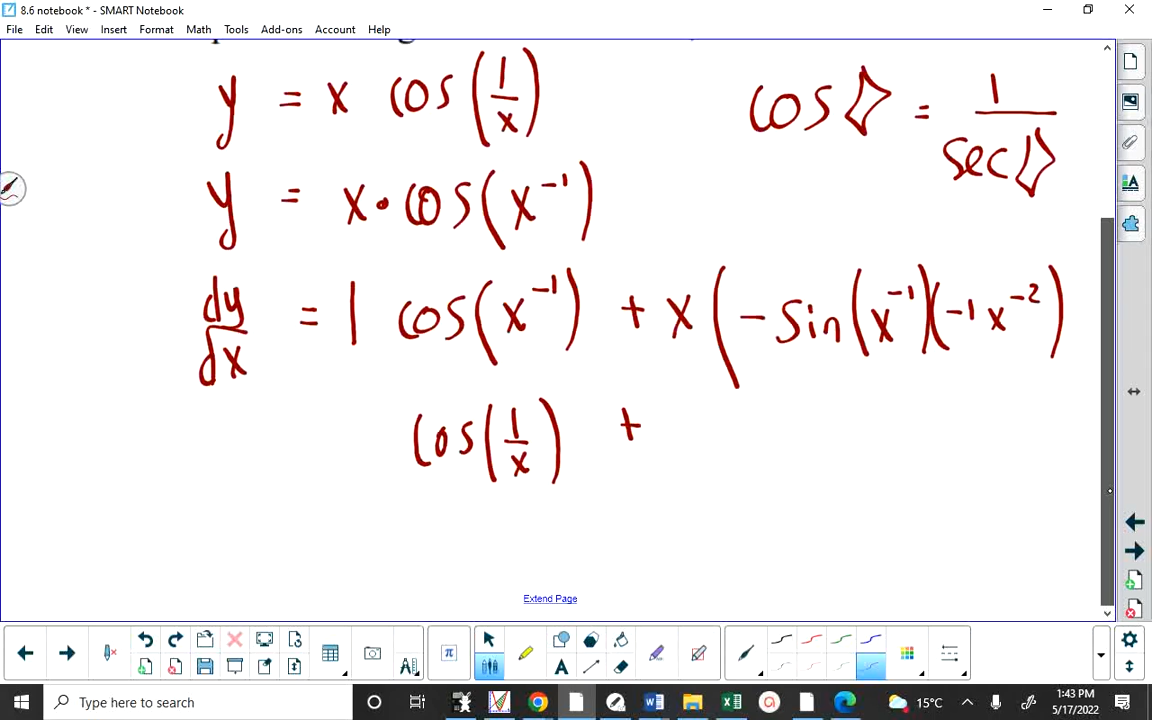 8.6 notebook * - SMART Notebook
File Edit View Insert Format Math Tools Add-ons Account Help
y = x cos(1/x)
cos▯ = 1/sec▯
y = x•cos(x⁻¹)
dy/dx = 1 cos(x⁻¹) + x(-sin(x⁻¹)(-1x⁻²)
cos(1/x) +
Extend Page
π
A
Type here to search
15°C
1:43 PM
5/17/2022